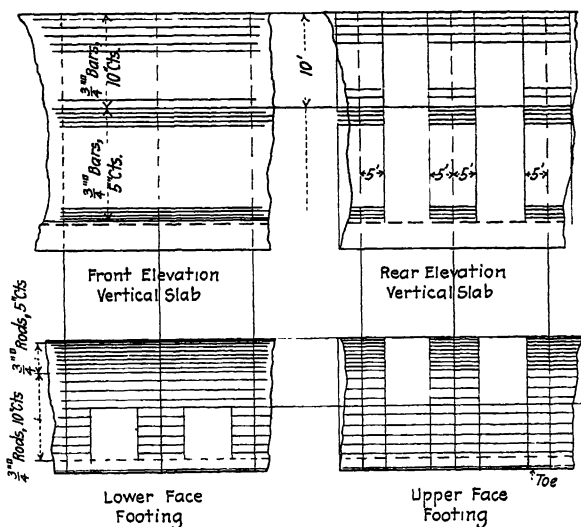 3/4"□ Bars,
10"Cts.
10'
3/4"□ Bars,
5"Cts.
5'
5'
5'
5'
Front Elevation
Vertical Slab
Rear Elevation
Vertical Slab
3/4"□ Rods, 5"Cts
3/4"□ Rods, 10"Cts
Toe
Lower Face
Footing
Upper Face
Footing